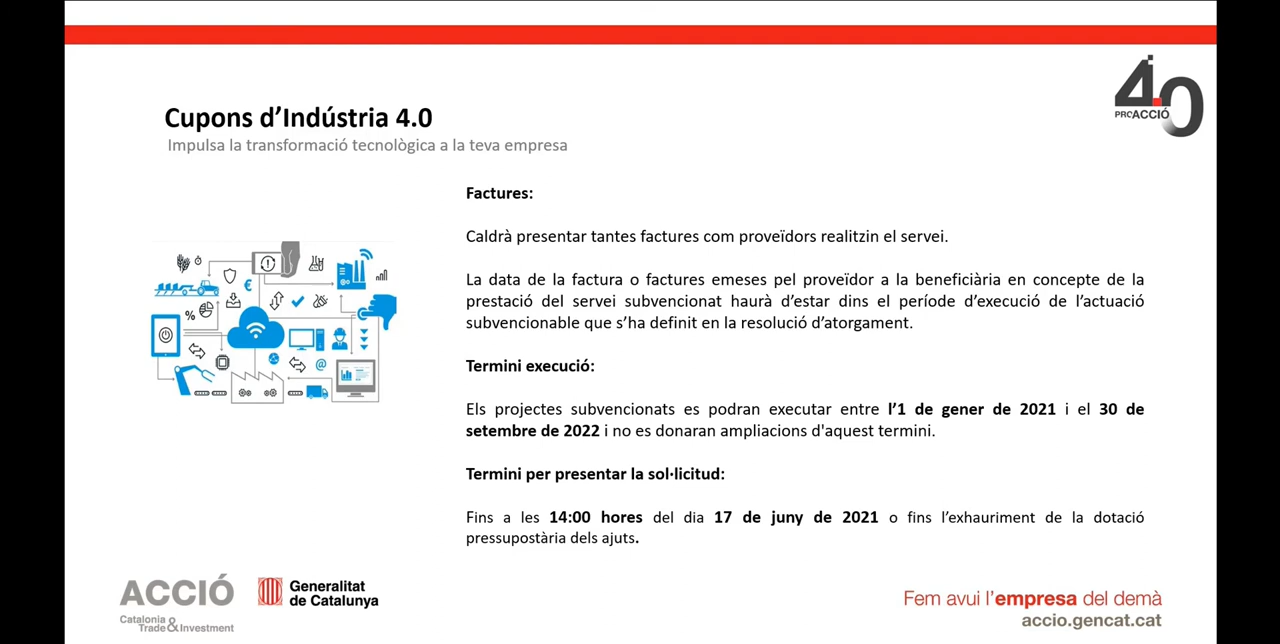 4.0
PROACCIÓ
Cupons d'Indústria 4.0
Impulsa la transformació tecnològica a la teva empresa
Factures:
Caldrà presentar tantes factures com proveïdors realitzin el servei.
La data de la factura o factures emeses pel proveïdor a la beneficiària en concepte de la
prestació del servei subvencionat haurà d'estar dins el període d'execució de l'actuació
subvencionable que s'ha definit en la resolució d'atorgament.
Termini execució:
Els projectes subvencionats es podran executar entre l'1 de gener de 2021 i el 30 de
setembre de 2022 i no es donaran ampliacions d'aquest termini.
Termini per presentar la sol·licitud:
Fins a les 14:00 hores del dia 17 de juny de 2021 o fins l'exhauriment de la dotació
pressupostària dels ajuts.
€
%
@
ACCIÓ
Catalonia
Trade & Investment
Generalitat
de Catalunya
Fem avui l'empresa del demà
accio.gencat.cat